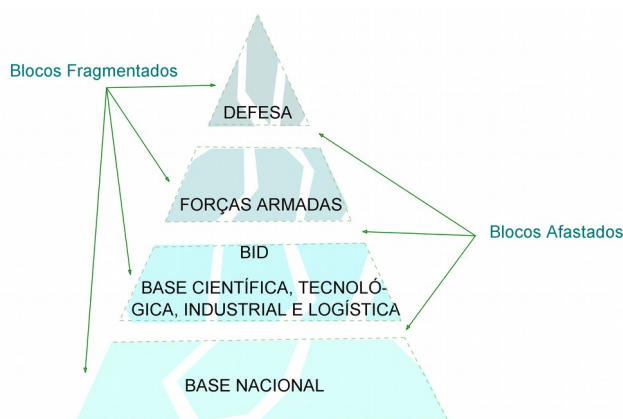 Blocos Fragmentados
DEFESA
FORÇAS ARMADAS
Blocos Afastados
BID
BASE CIENTÍFICA, TECNOLÓ-
GICA, INDUSTRIAL E LOGÍSTICA
BASE NACIONAL